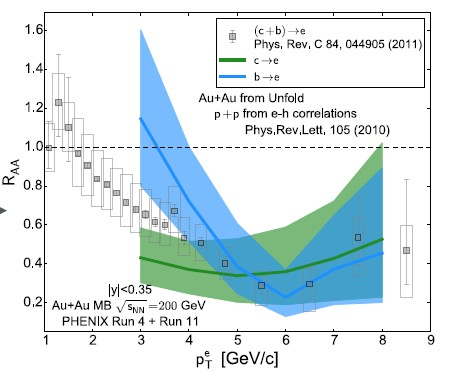 1.6
1.4
1.2
1.0
0.8
0.6
0.4
0.2
R_AA
(c+b)→e
Phys, Rev, C 84, 044905 (2011)
c→e
b→e
Au+Au from Unfold
p+p from e-h correlations
Phys,Rev,Lett, 105 (2010)
|y|<0.35
Au+Au MB √s_NN=200 GeV
PHENIX Run 4 + Run 11
1 2 3 4 5 6 7 8 9
p_T^e [GeV/c]